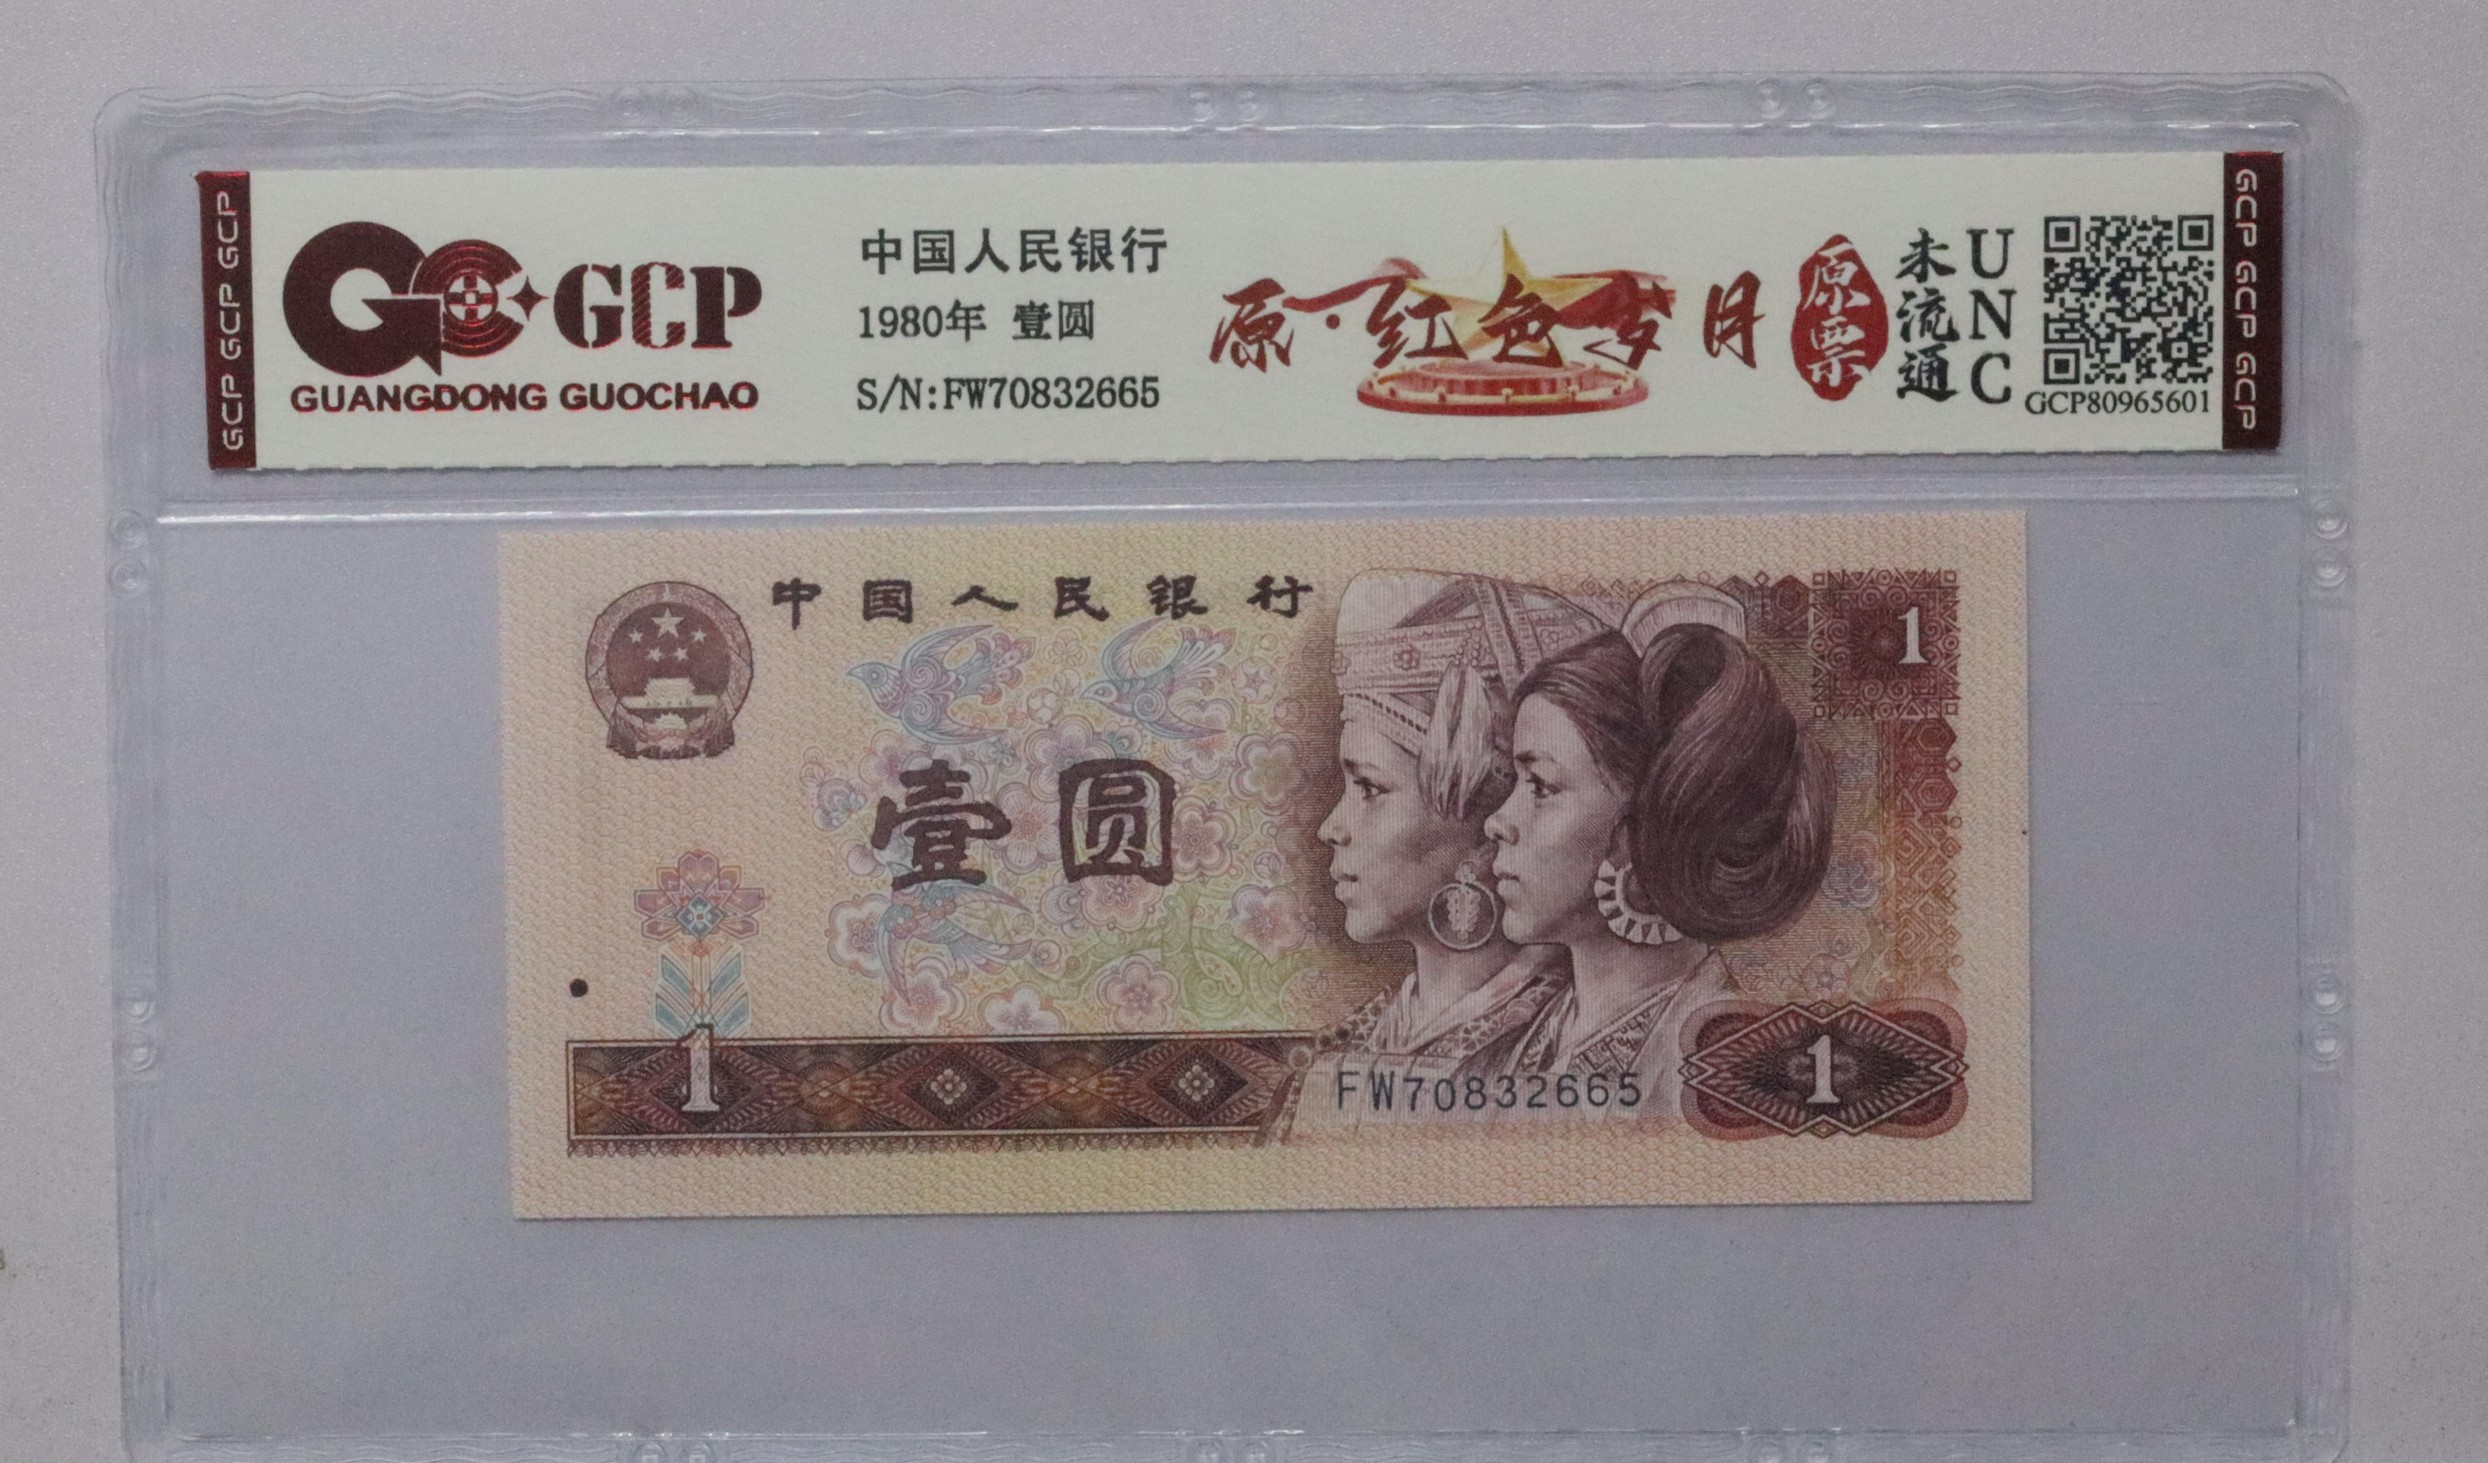 GCP GCP GCP
GCP
GUANGDONG GUOCHAO
中国人民银行
1980年 壹圆
S/N:FW70832665
原·红色岁月
原票
未流通
UNC
GCP80965601
GCP GCP GCP
中国人民银行
1
壹圆
1
FW70832665
1